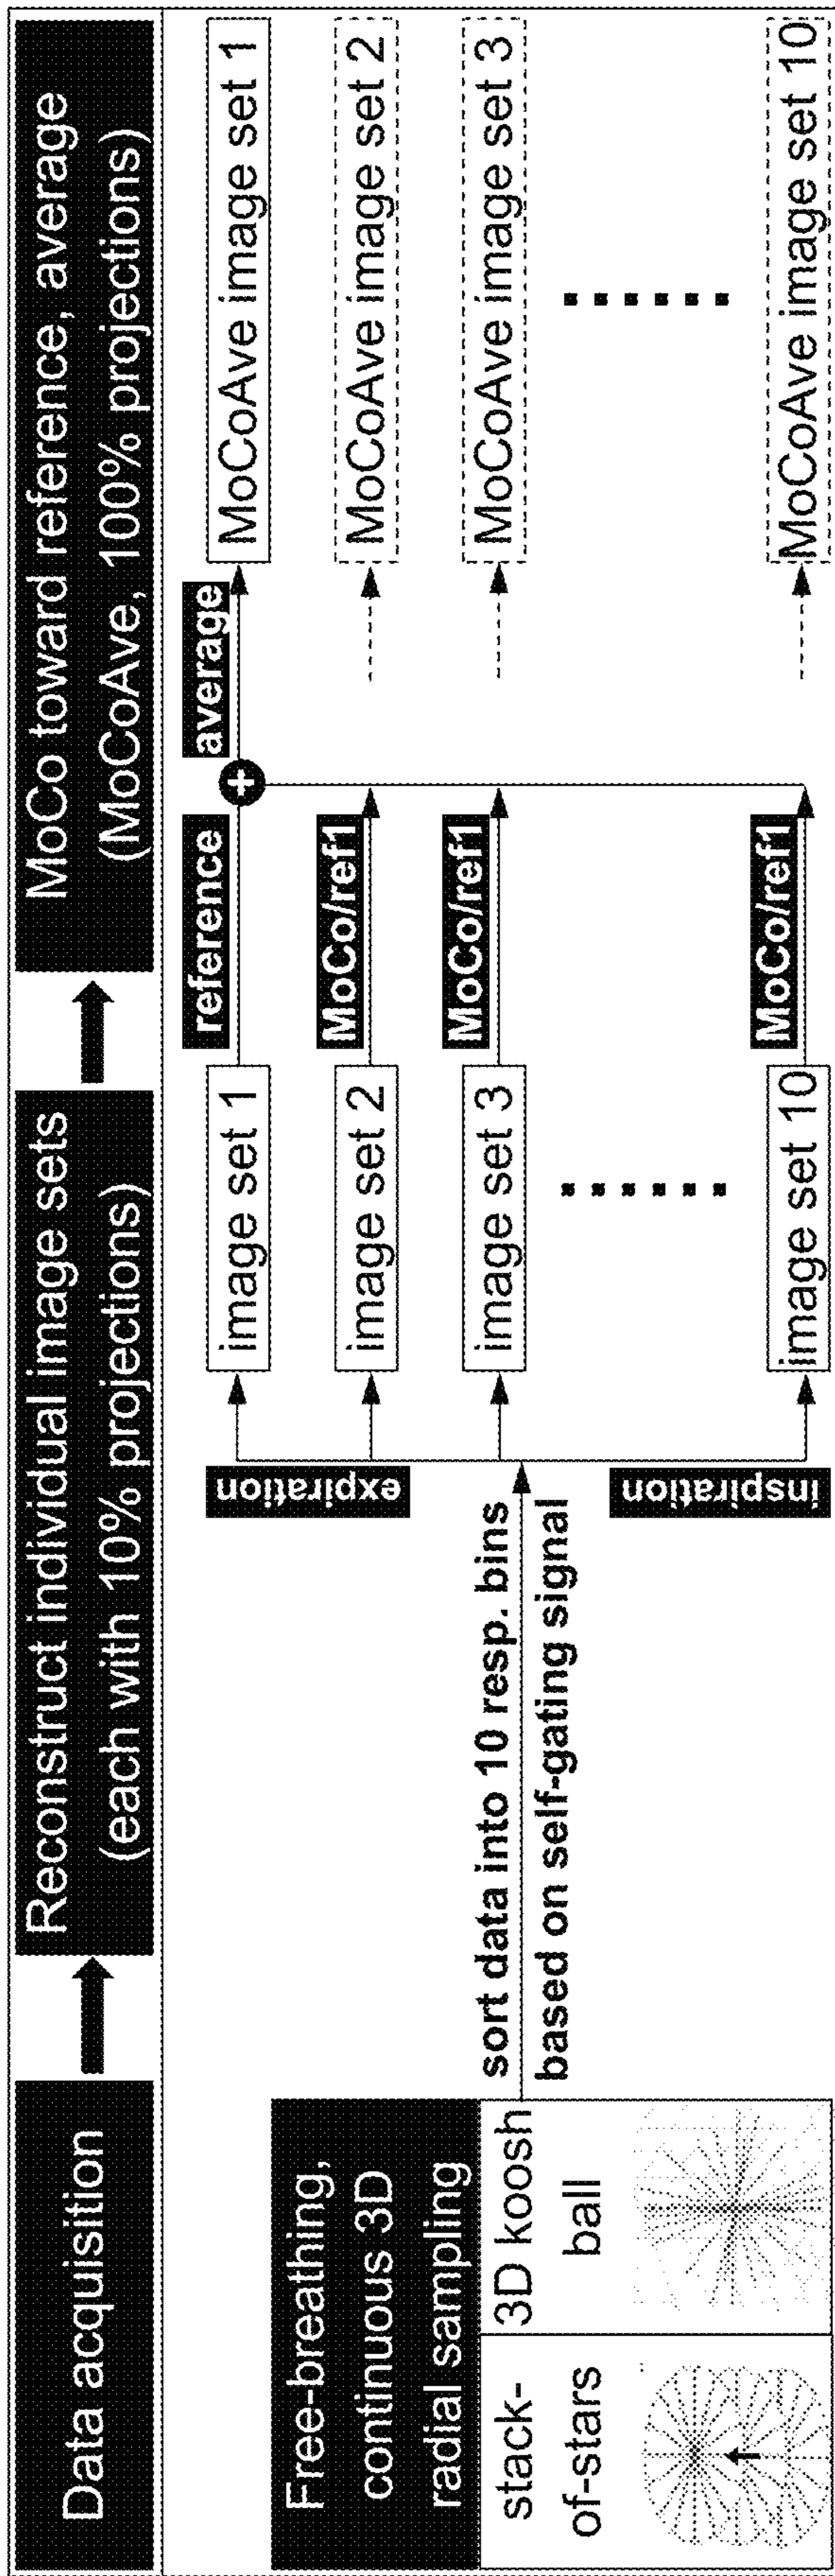 Data acquisition
Reconstruct individual image sets
(each with 10% projections)
MoCo toward reference, average
(MoCoAve, 100% projections)
Free-breathing,
continuous 3D
radial sampling
stack-
of-stars
3D koosh
ball
sort data into 10 resp. bins
based on self-gating signal
expiration
inspiration
image set 1
image set 2
image set 3
image set 10
reference
MoCo/ref1
MoCo/ref1
MoCo/ref1
+
average
MoCoAve image set 1
MoCoAve image set 2
MoCoAve image set 3
MoCoAve image set 10